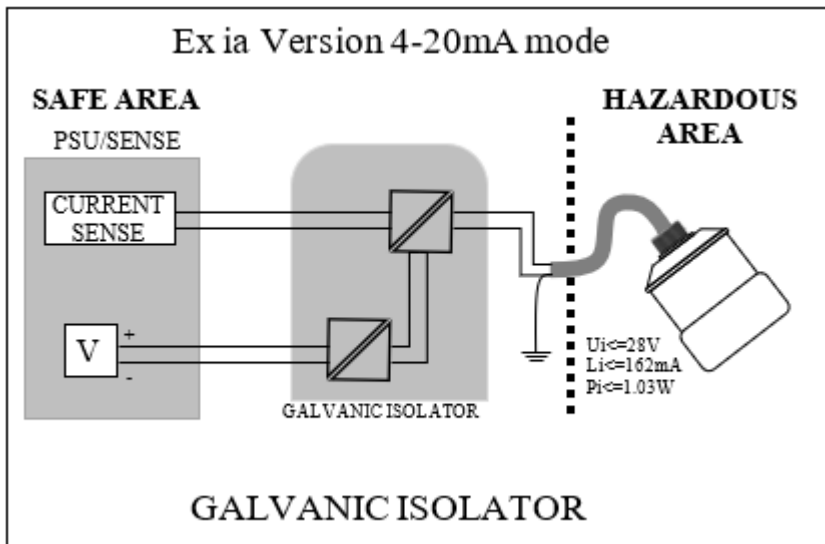 Ex ia Version 4-20mA mode
SAFE AREA
HAZARDOUS
AREA
PSU/SENSE
CURRENT
SENSE
V
+
-
GALVANIC ISOLATOR
Ui<=28V
Li<=162mA
Pi<=1.03W
GALVANIC ISOLATOR